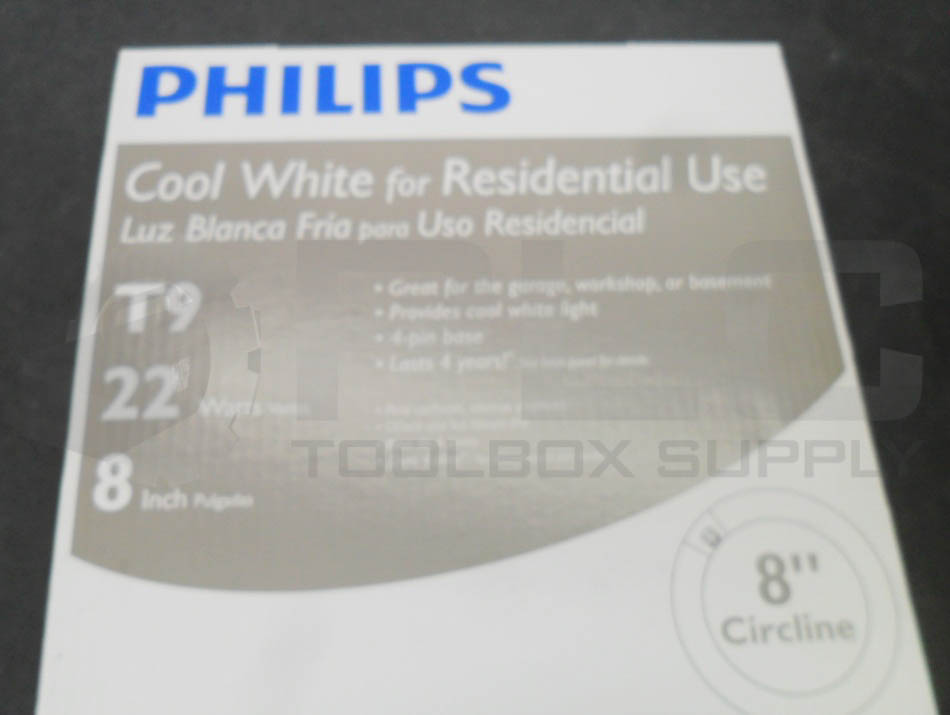 PHILIPS
Cool White for Residential Use
Luz Blanca Fria para Uso Residencial
T9
• Great for the garage, workshop, or basement
• Provides cool white light
• 4-pin base
• Lasts 4 years!*
22 Watts
8 Inch Pulgadas
PLC
TOOLBOX SUPPLY
8"
Circline